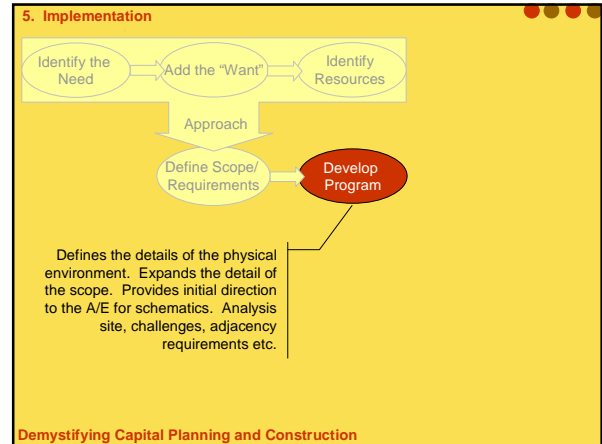 5. Implementation
Identify the
Need
Add the “Want”
Identify
Resources
Approach
Define Scope/
Requirements
Develop
Program
Defines the details of the physical
environment. Expands the detail of
the scope. Provides initial direction
to the A/E for schematics. Analysis
site, challenges, adjacency
requirements etc.
Demystifying Capital Planning and Construction